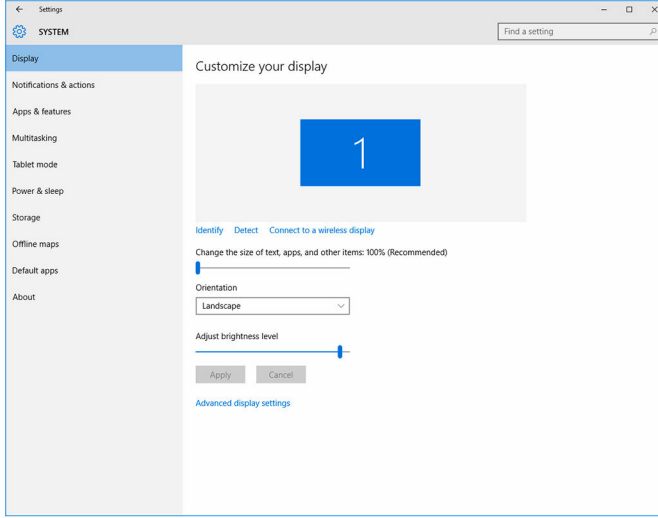 Settings
SYSTEM
Find a setting
Display
Notifications & actions
Apps & features
Multitasking
Tablet mode
Power & sleep
Storage
Offline maps
Default apps
About
Customize your display
1
Identify Detect Connect to a wireless display
Change the size of text, apps, and other items: 100% (Recommended)
Orientation
Landscape
Adjust brightness level
Apply Cancel
Advanced display settings